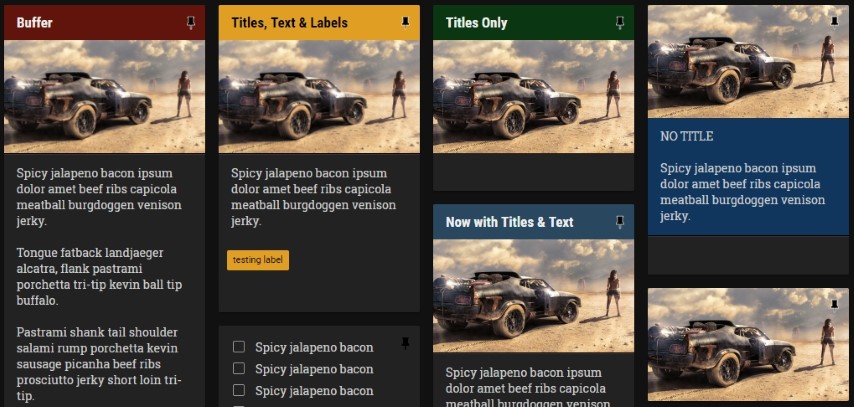 Buffer
Spicy jalapeno bacon ipsum
dolor amet beef ribs capicola
meatball burgdoggen venison
jerky.
Tongue fatback landjaeger
alcatra, flank pastrami
porchetta tri-tip kevin ball tip
buffalo.
Pastrami shank tail shoulder
salami rump porchetta kevin
sausage picanha beef ribs
prosciutto jerky short loin tri-
tip.
Titles, Text & Labels
Spicy jalapeno bacon ipsum
dolor amet beef ribs capicola
meatball burgdoggen venison
jerky.
testing label
Spicy jalapeno bacon
Spicy jalapeno bacon
Spicy jalapeno bacon
Titles Only
Now with Titles & Text
Spicy jalapeno bacon ipsum
dolor amet beef ribs capicola
meatball burgdoggen venison
NO TITLE
Spicy jalapeno bacon ipsum
dolor amet beef ribs capicola
meatball burgdoggen venison
jerky.